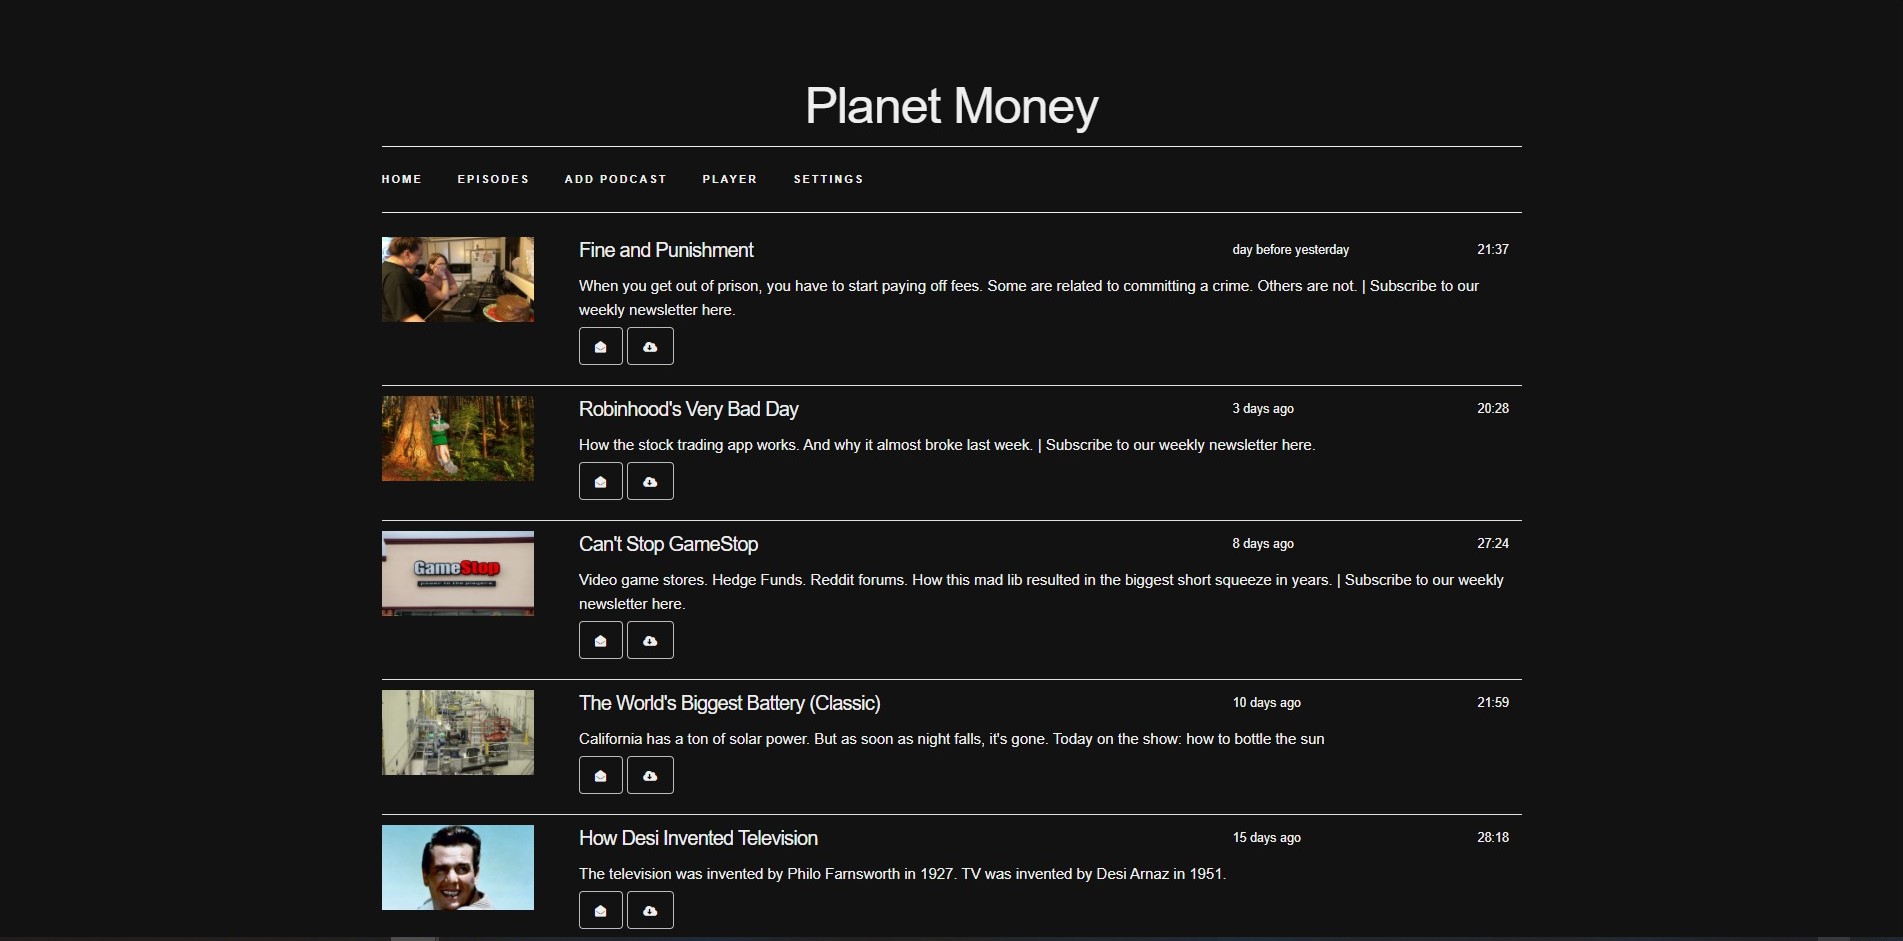 Planet Money
HOME EPISODES ADD PODCAST PLAYER SETTINGS
Fine and Punishment day before yesterday 21:37
When you get out of prison, you have to start paying off fees. Some are related to committing a crime. Others are not. | Subscribe to our
weekly newsletter here.
Robinhood's Very Bad Day 3 days ago 20:28
How the stock trading app works. And why it almost broke last week. | Subscribe to our weekly newsletter here.
Can't Stop GameStop 8 days ago 27:24
GameStop
power to the players
Video game stores. Hedge Funds. Reddit forums. How this mad lib resulted in the biggest short squeeze in years. | Subscribe to our weekly
newsletter here.
The World's Biggest Battery (Classic) 10 days ago 21:59
California has a ton of solar power. But as soon as night falls, it's gone. Today on the show: how to bottle the sun
How Desi Invented Television 15 days ago 28:18
The television was invented by Philo Farnsworth in 1927. TV was invented by Desi Arnaz in 1951.